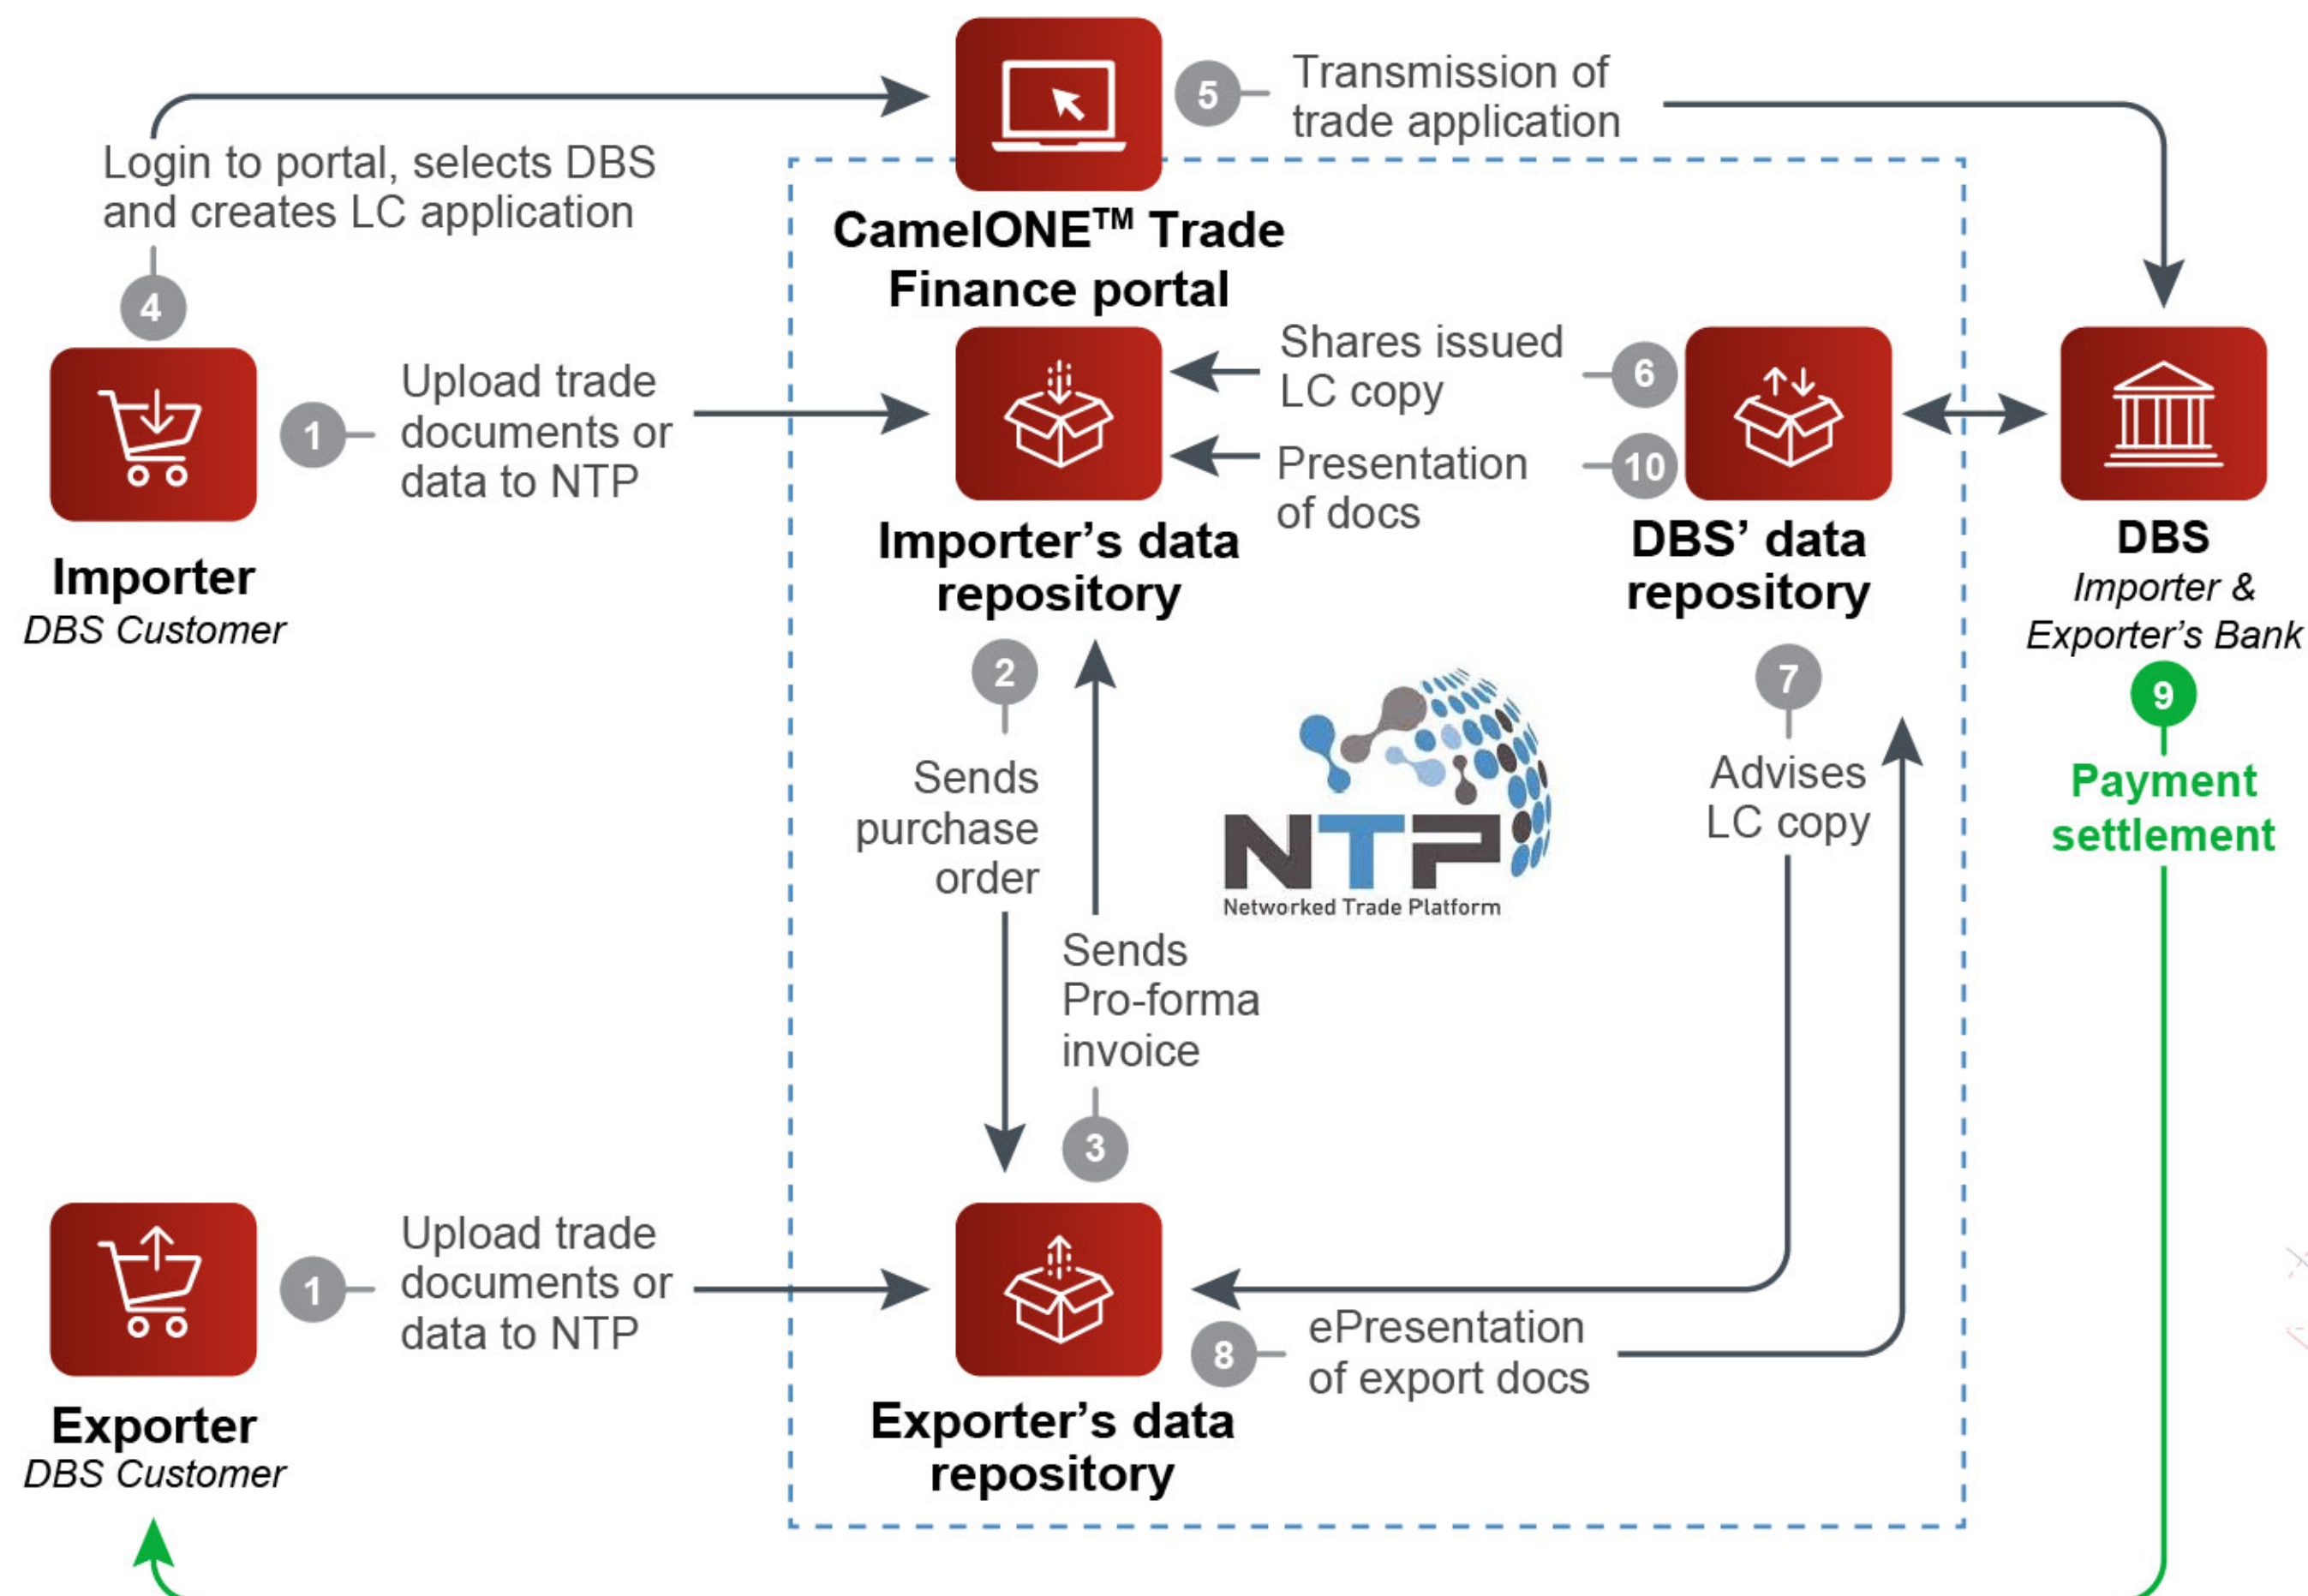 5
Transmission of
trade application
Login to portal, selects DBS
and creates LC application
4
CamelONE™ Trade
Finance portal
1
Upload trade
documents or
data to NTP
Importer
DBS Customer
Shares issued
LC copy
6
Presentation
of docs
10
Importer’s data
repository
DBS’ data
repository
DBS
Importer &
Exporter’s Bank
2
Sends
purchase
order
Sends
Pro-forma
invoice
3
NTP
Networked Trade Platform
7
Advises
LC copy
9
Payment
settlement
1
Upload trade
documents or
data to NTP
Exporter
DBS Customer
8
ePresentation
of export docs
Exporter’s data
repository